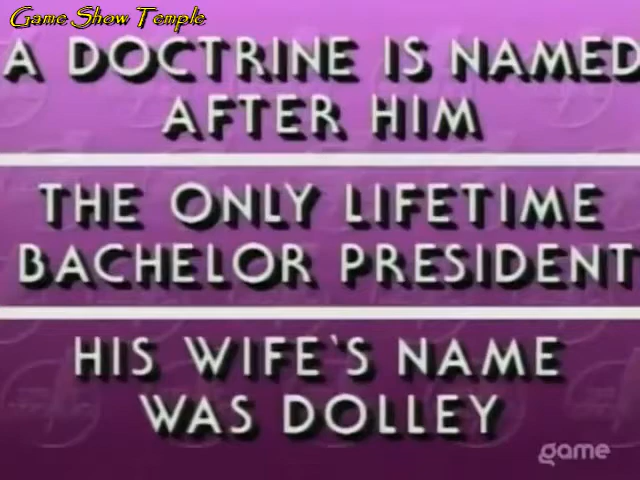 Game Show Temple
A DOCTRINE IS NAMED
AFTER HIM
THE ONLY LIFETIME
BACHELOR PRESIDENT
HIS WIFE'S NAME
WAS DOLLEY
game